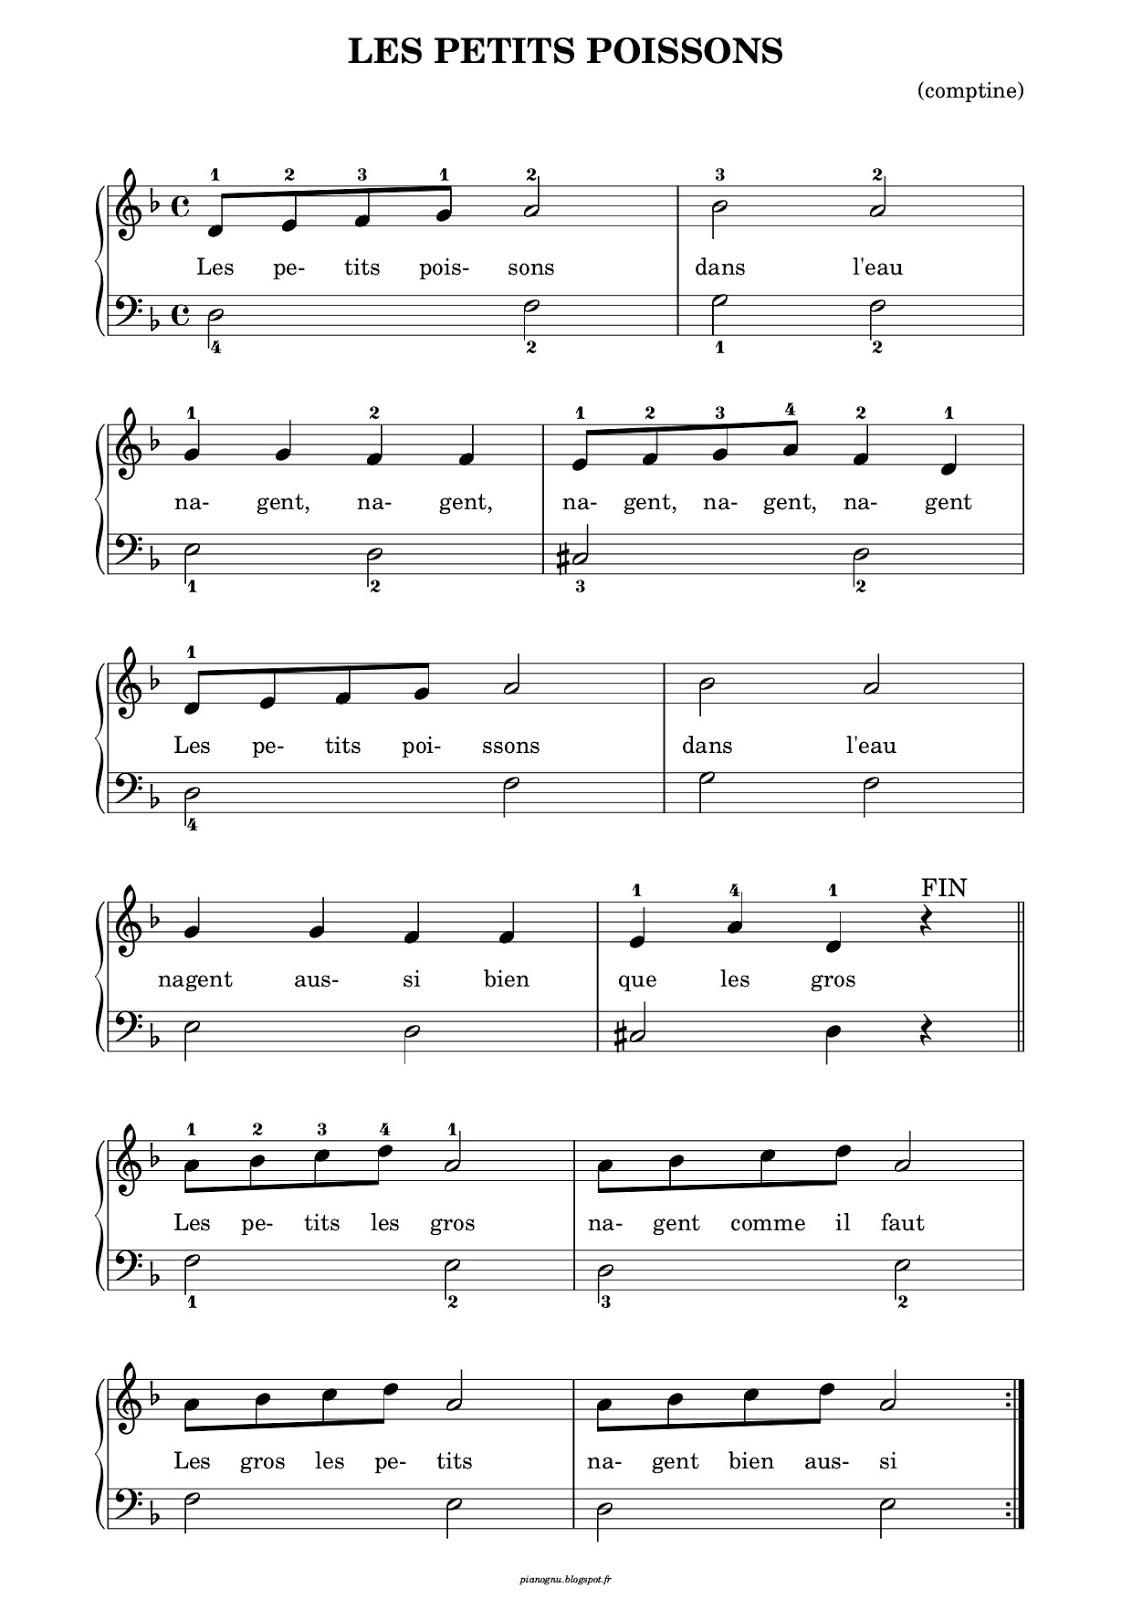 LES PETITS POISSONS
(comptine)
1 2 3 1 2 3 2
Les pe- tits pois- sons dans l'eau
4 2 1 2
1 2 1 2 3 4 2 1
na- gent, na- gent, na- gent, na- gent, na- gent
1 2 3 2
1
Les pe- tits poi- ssons dans l'eau
4
FIN
1 4 1
nagent aus- si bien que les gros
1 2 3 4 1
Les pe- tits les gros na- gent comme il faut
1 2 3 2
Les gros les pe- tits na- gent bien aus- si
pianognu.blogspot.fr